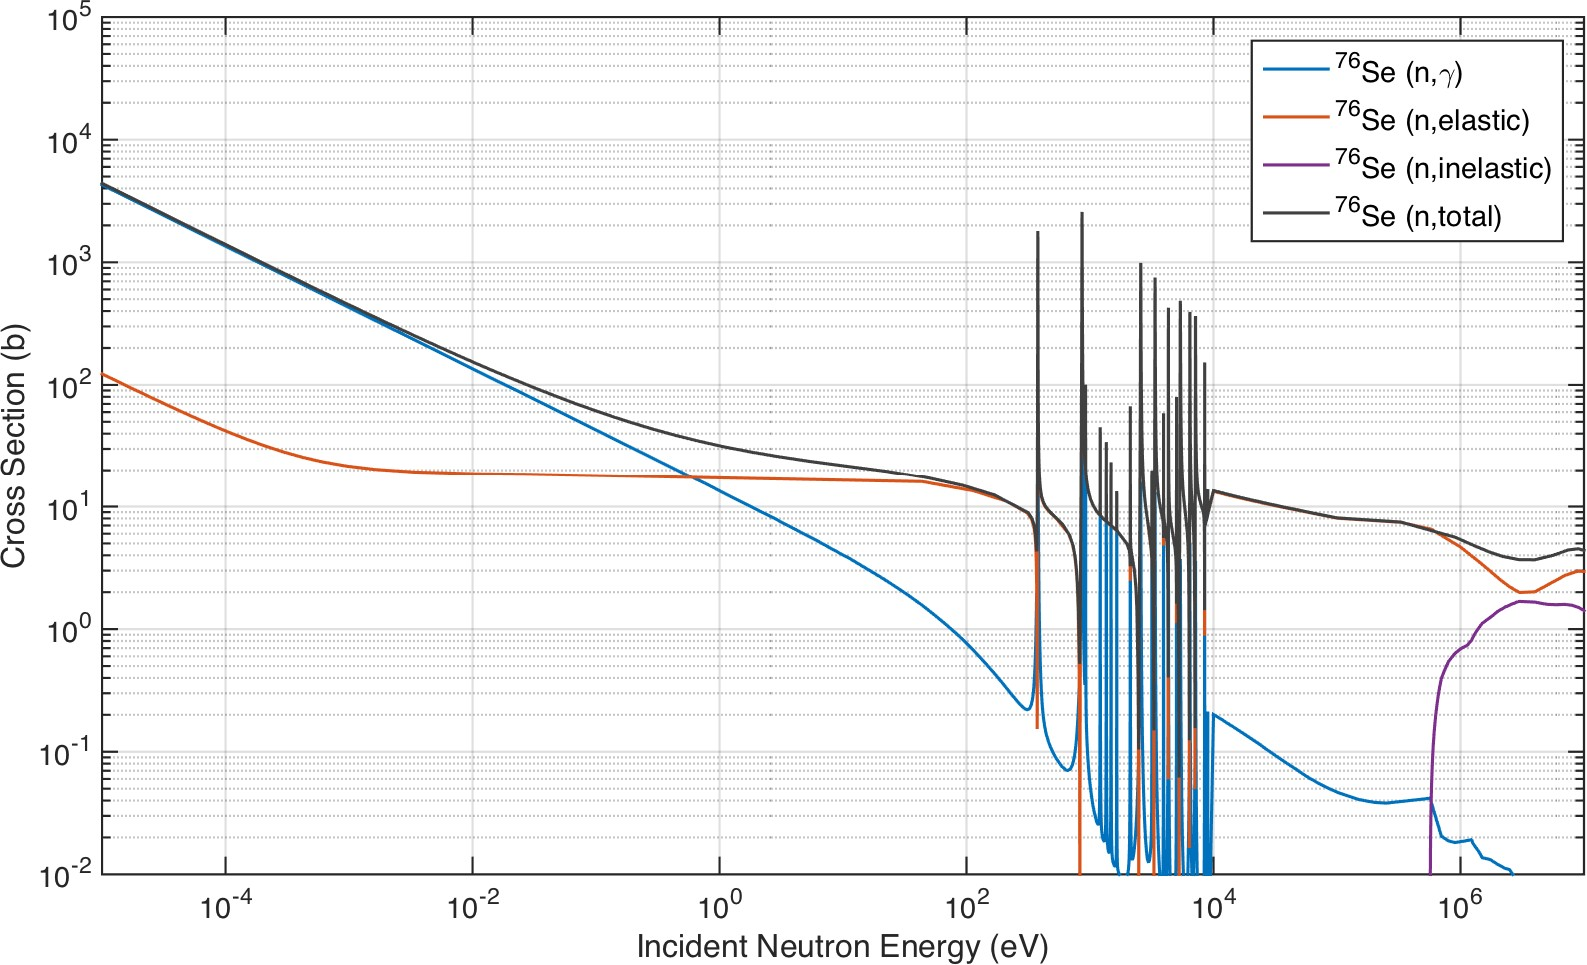 10^5
10^4
10^3
10^2
10^1
10^0
10^-1
10^-2
Cross Section (b)
^76Se (n,γ)
^76Se (n,elastic)
^76Se (n,inelastic)
^76Se (n,total)
10^-4 10^-2 10^0 10^2 10^4 10^6
Incident Neutron Energy (eV)